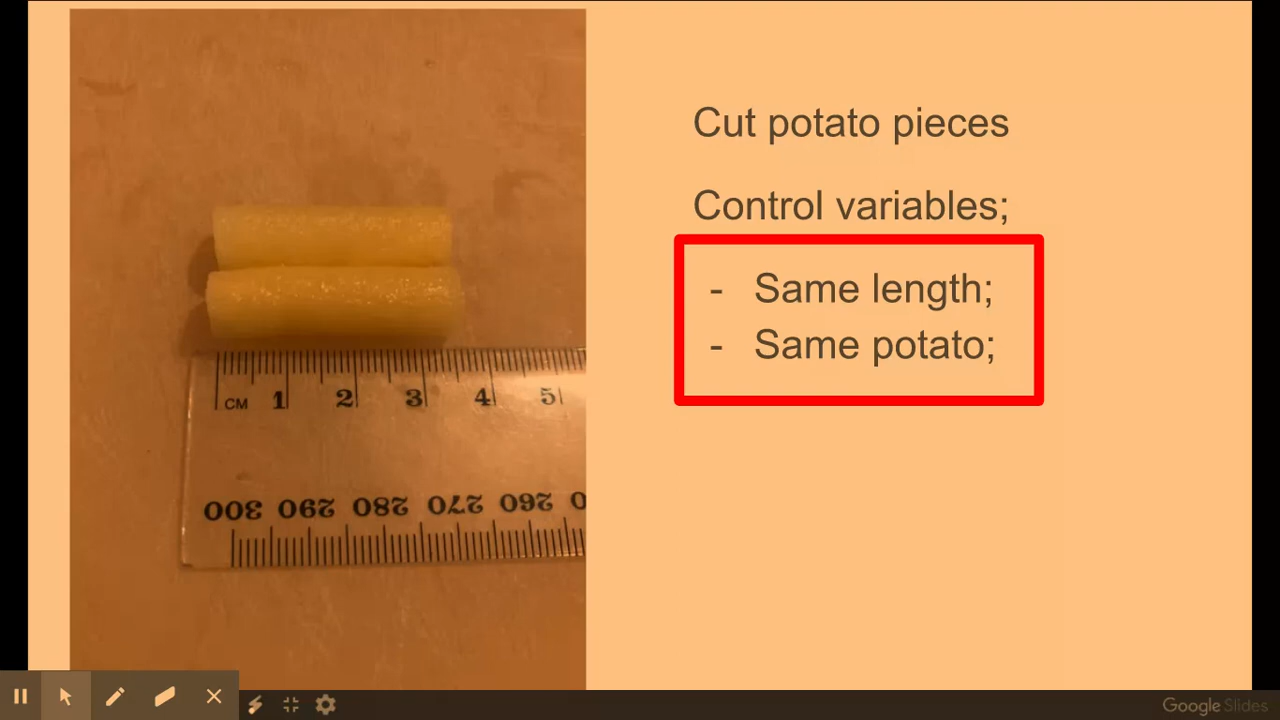 Cut potato pieces
Control variables;
- Same length;
- Same potato;
CM 1 2 3 4 5
300 290 280 270 260 0
Google Slides